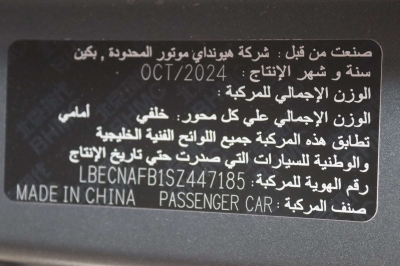 صنعت من قبل: شركة هيونداي موتور المحدودة , بكين
سنة و شهر الإنتاج: OCT/2024
الوزن الإجمالي للمركبة:
الوزن الإجمالي علي كل محور: خلفي أمامي
تطابق هذه المركبة جميع اللوائح الفنية الخليجية
والوطنية للسيارات التي صدرت حتي تاريخ الإنتاج
رقم الهوية للمركبة: LBECNAFB1SZ447185
صنف المركبة: PASSENGER CAR MADE IN CHINA